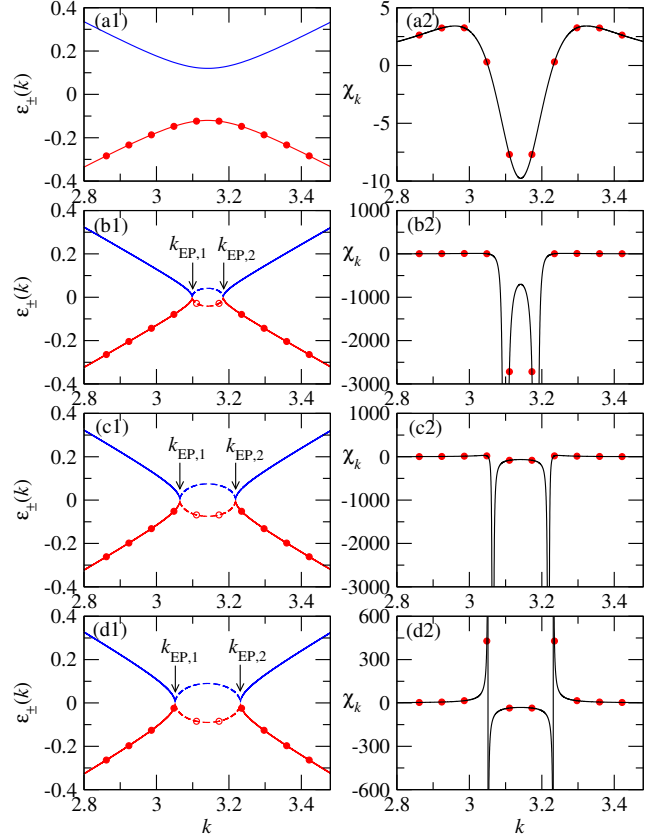 (a1)
0.4
0.2
0
-0.2
-0.4
ε±(k)
2.8 3 3.2 3.4
(a2)
5
0
-5
-10
χk
2.8 3 3.2 3.4
(b1)
kEP,1 kEP,2
0.4
0.2
0
-0.2
-0.4
ε±(k)
2.8 3 3.2 3.4
(b2)
1000
0
-1000
-2000
-3000
χk
2.8 3 3.2 3.4
(c1)
kEP,1 kEP,2
0.4
0.2
0
-0.2
-0.4
ε±(k)
2.8 3 3.2 3.4
(c2)
1000
0
-1000
-2000
-3000
χk
2.8 3 3.2 3.4
(d1)
kEP,1 kEP,2
0.4
0.2
0
-0.2
-0.4
ε±(k)
2.8 3 3.2 3.4
k
(d2)
600
300
0
-300
-600
χk
2.8 3 3.2 3.4
k